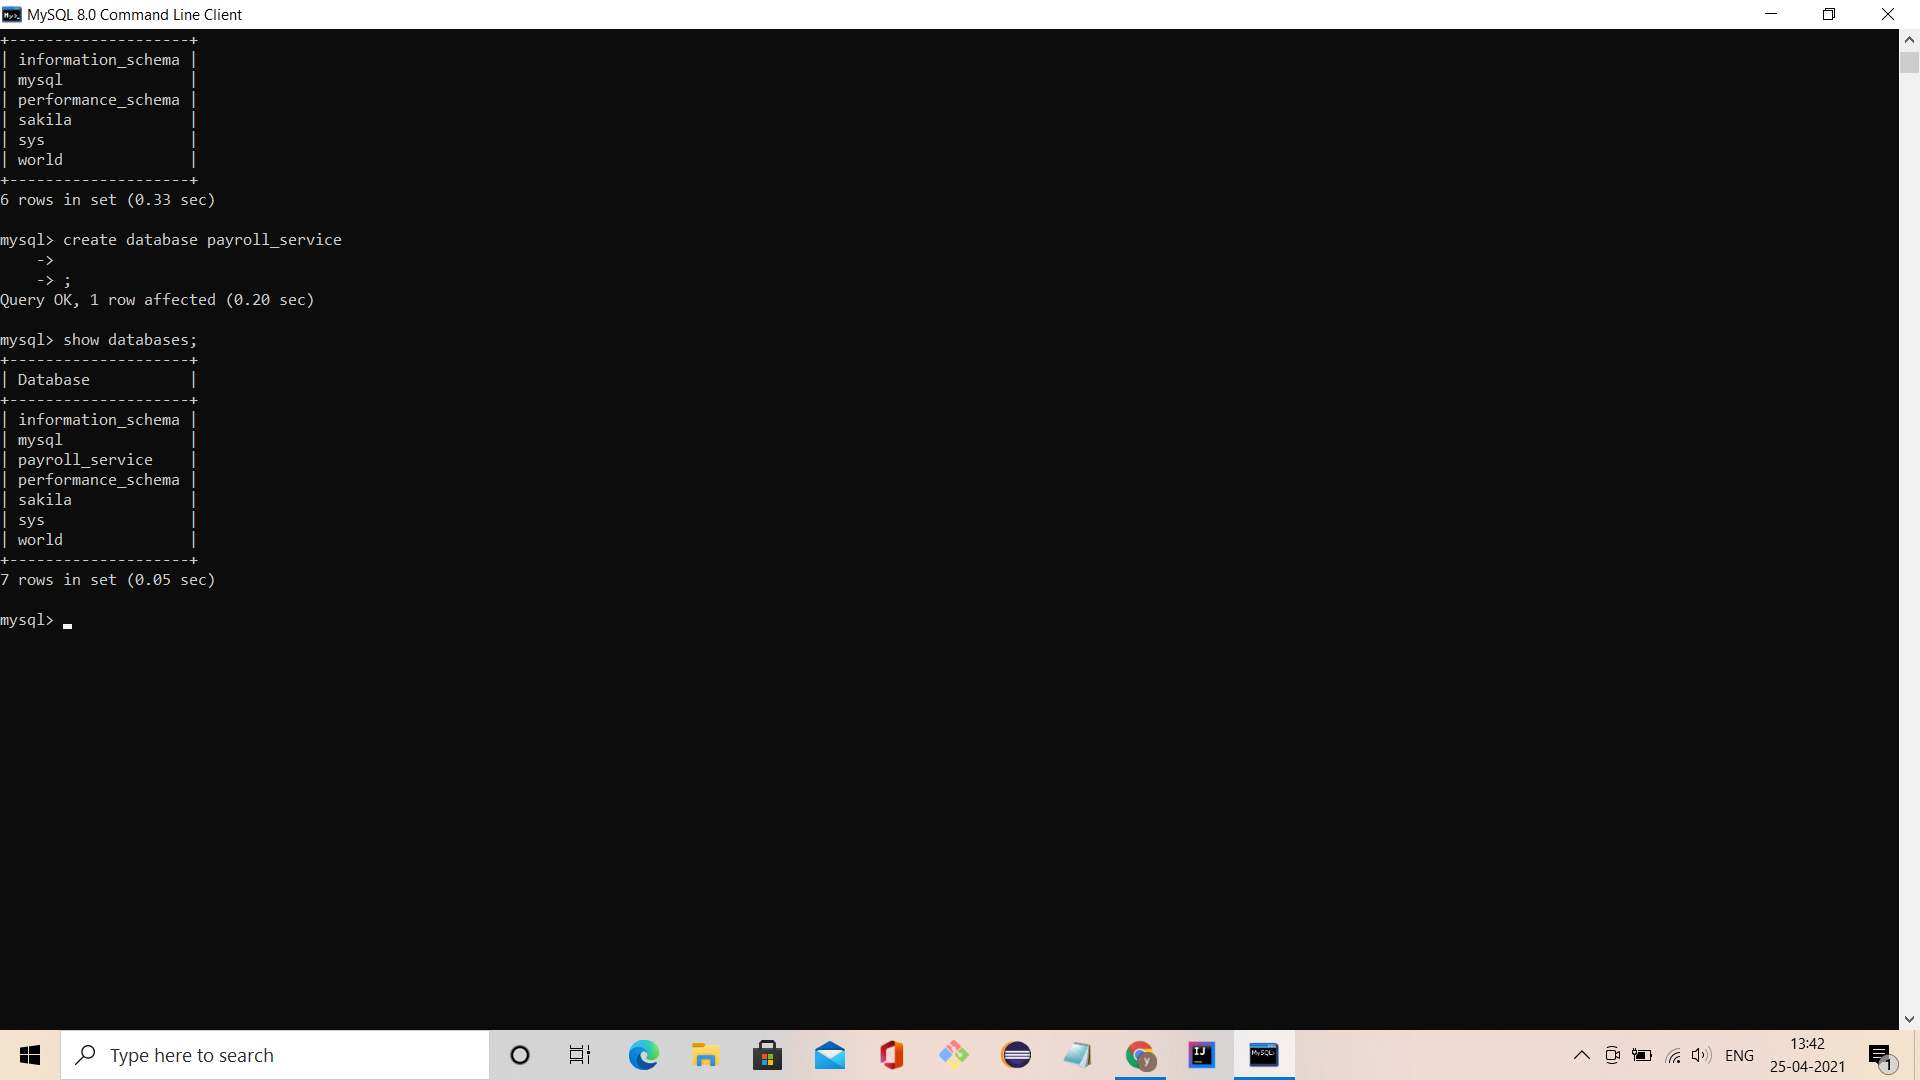 MySQL 8.0 Command Line Client
+--------------------+
| information_schema |
| mysql              |
| performance_schema |
| sakila             |
| sys                |
| world              |
+--------------------+
6 rows in set (0.33 sec)
mysql> create database payroll_service
    ->
    -> ;
Query OK, 1 row affected (0.20 sec)
mysql> show databases;
+--------------------+
| Database           |
+--------------------+
| information_schema |
| mysql              |
| payroll_service    |
| performance_schema |
| sakila             |
| sys                |
| world              |
+--------------------+
7 rows in set (0.05 sec)
mysql> _
Type here to search
y
IJ
MySQL
ENG
13:42
25-04-2021
1